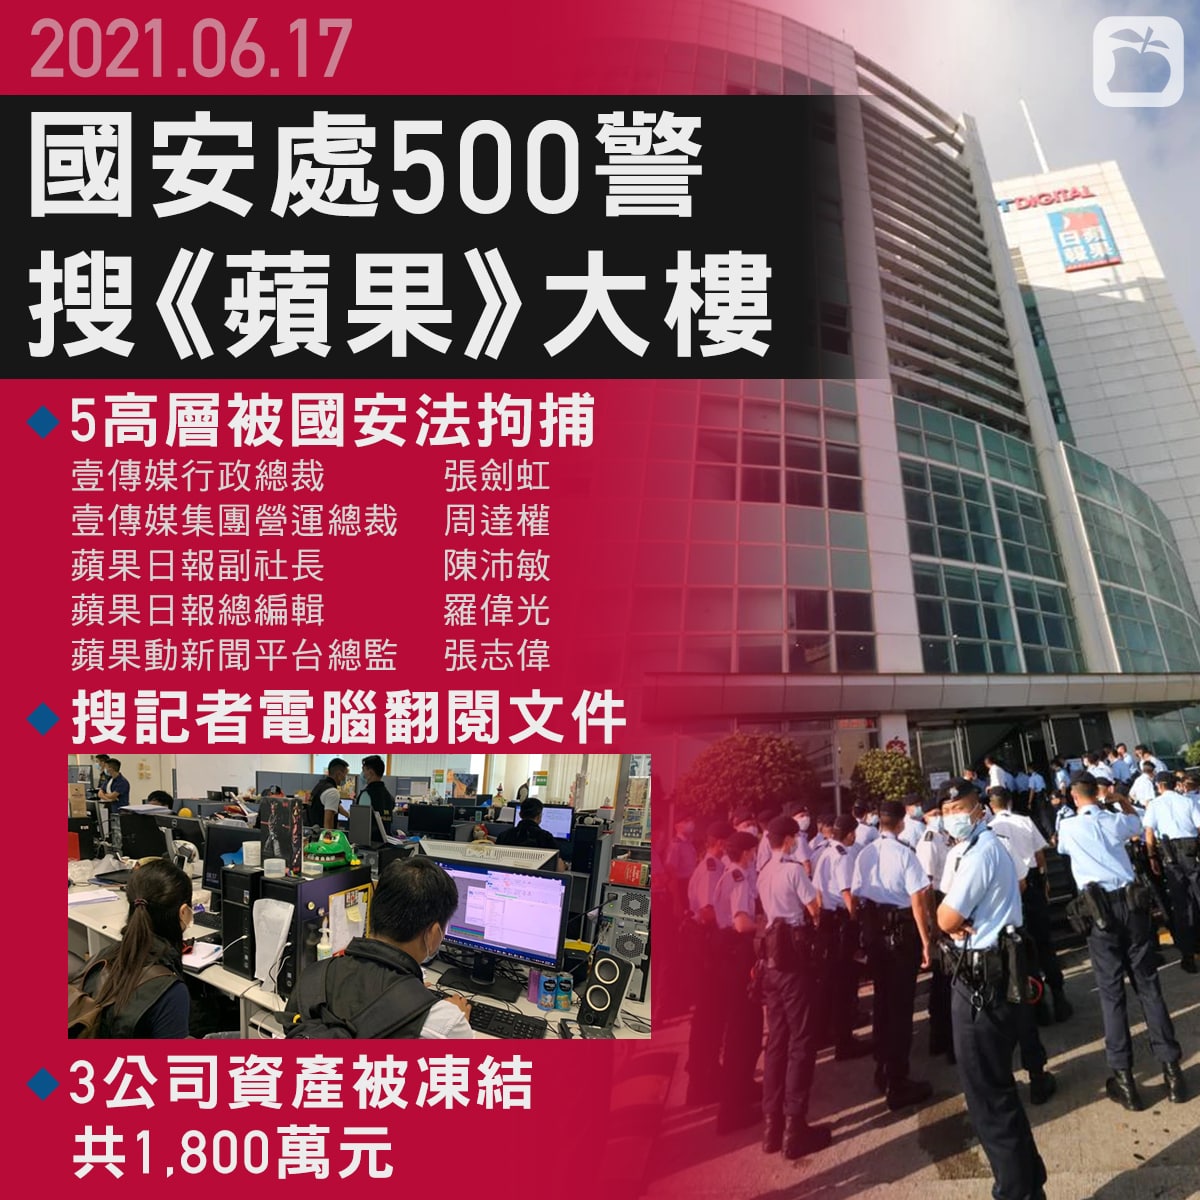 2021.06.17
國安處500警
搜《蘋果》大樓
T DIGITAL
蘋果日報
5高層被國安法拘捕
壹傳媒行政總裁 張劍虹
壹傳媒集團營運總裁 周達權
蘋果日報副社長 陳沛敏
蘋果日報總編輯 羅偉光
蘋果動新聞平台總監 張志偉
搜記者電腦翻閱文件
3公司資產被凍結
共1,800萬元